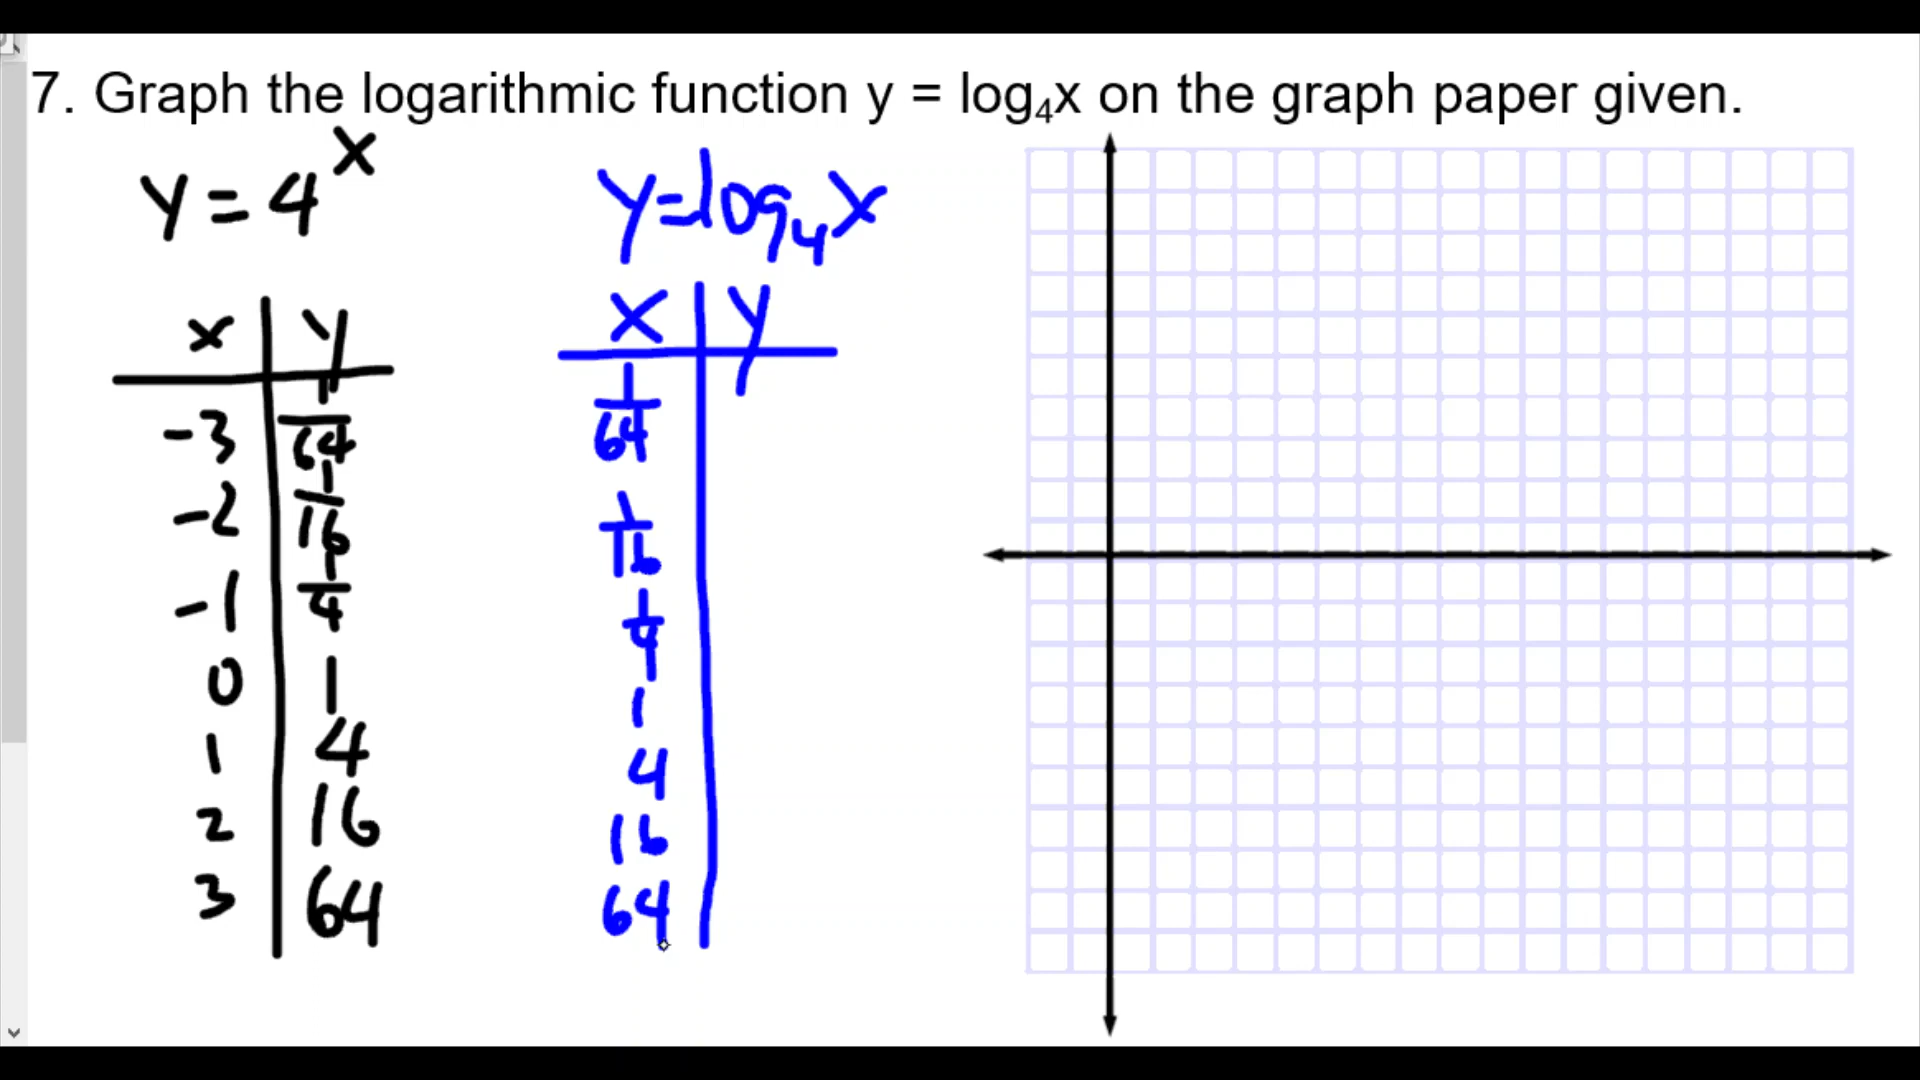 7. Graph the logarithmic function y = log₄x on the graph paper given.
y = 4ˣ
x y
-3 1/64
-2 1/16
-1 1/4
0 1
1 4
2 16
3 64
y=log₄x
x y
1/64
1/16
1/4
1
4
16
64